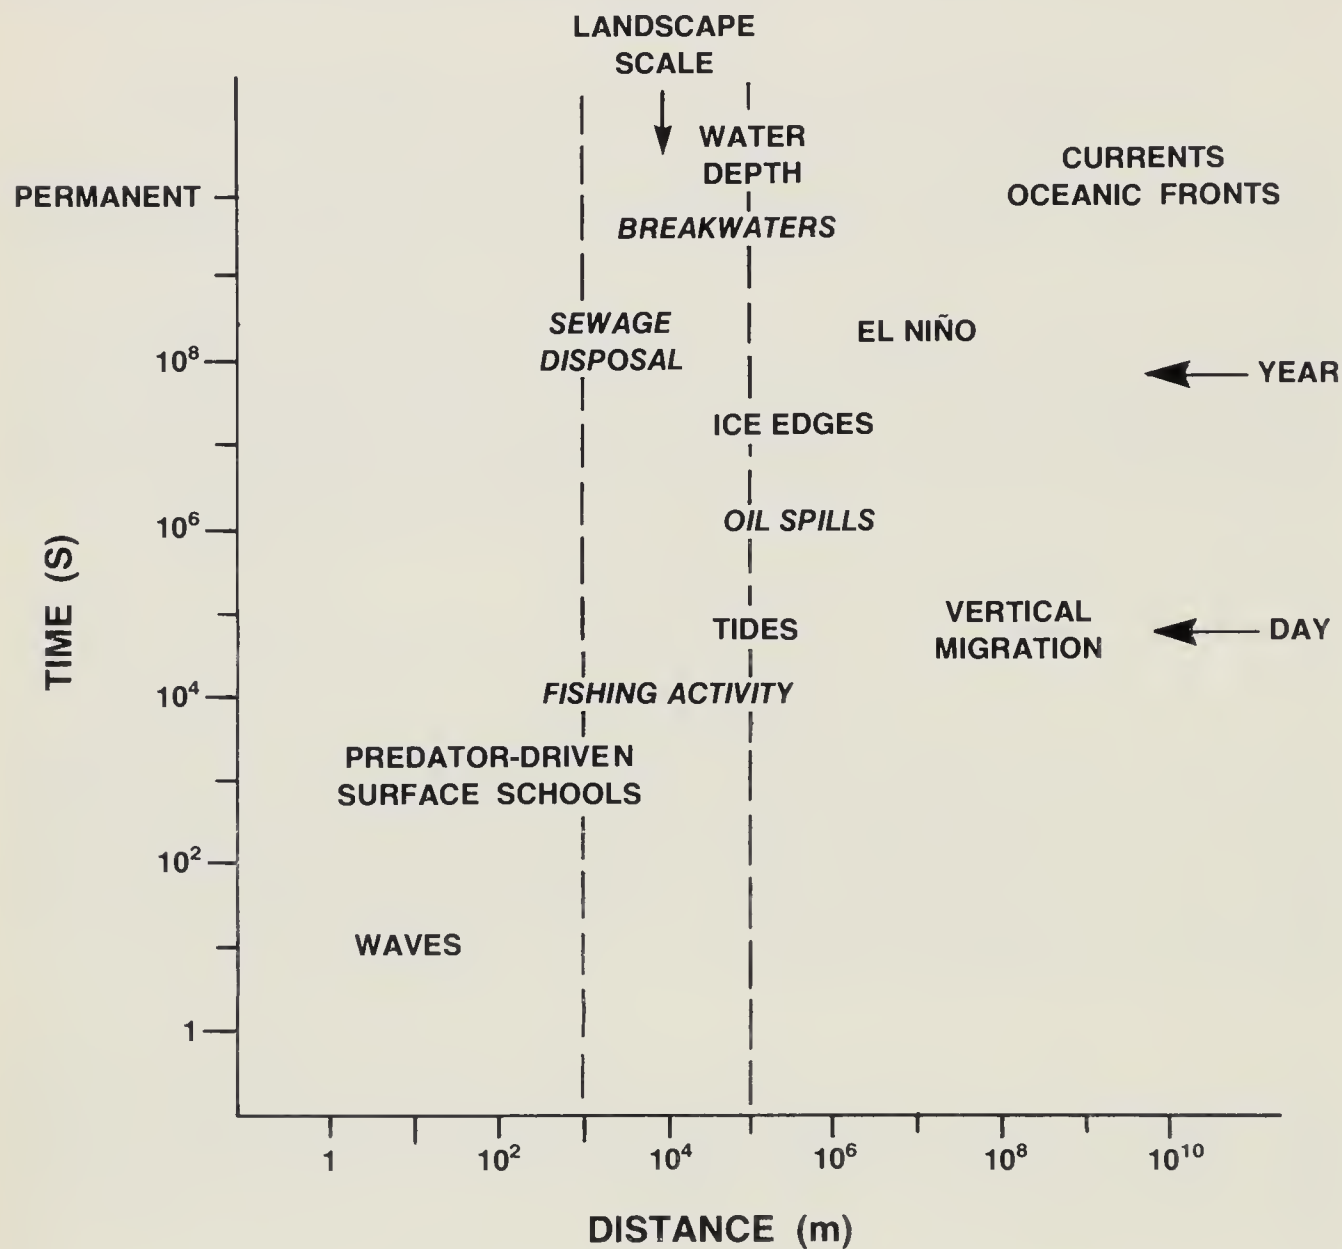 LANDSCAPE
SCALE
WATER
DEPTH
CURRENTS
OCEANIC FRONTS
PERMANENT
BREAKWATERS
SEWAGE
DISPOSAL
EL NIÑO
10⁸
YEAR
ICE EDGES
10⁶
OIL SPILLS
TIME (S)
VERTICAL
MIGRATION
TIDES
DAY
10⁴
FISHING ACTIVITY
PREDATOR-DRIVEN
SURFACE SCHOOLS
10²
WAVES
1
1 10² 10⁴ 10⁶ 10⁸ 10¹⁰
DISTANCE (m)